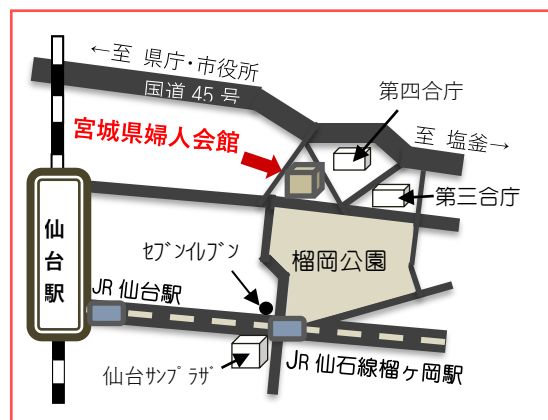 ←至 県庁・市役所
国道 45 号
第四合庁
宮城県婦人会館
至 塩釜→
第三合庁
仙台駅
榴岡公園
ｾﾌﾞﾝｲﾚﾌﾞﾝ
JR 仙台駅
JR 仙石線榴ヶ岡駅
仙台ｻﾝﾌﾟﾗｻﾞ